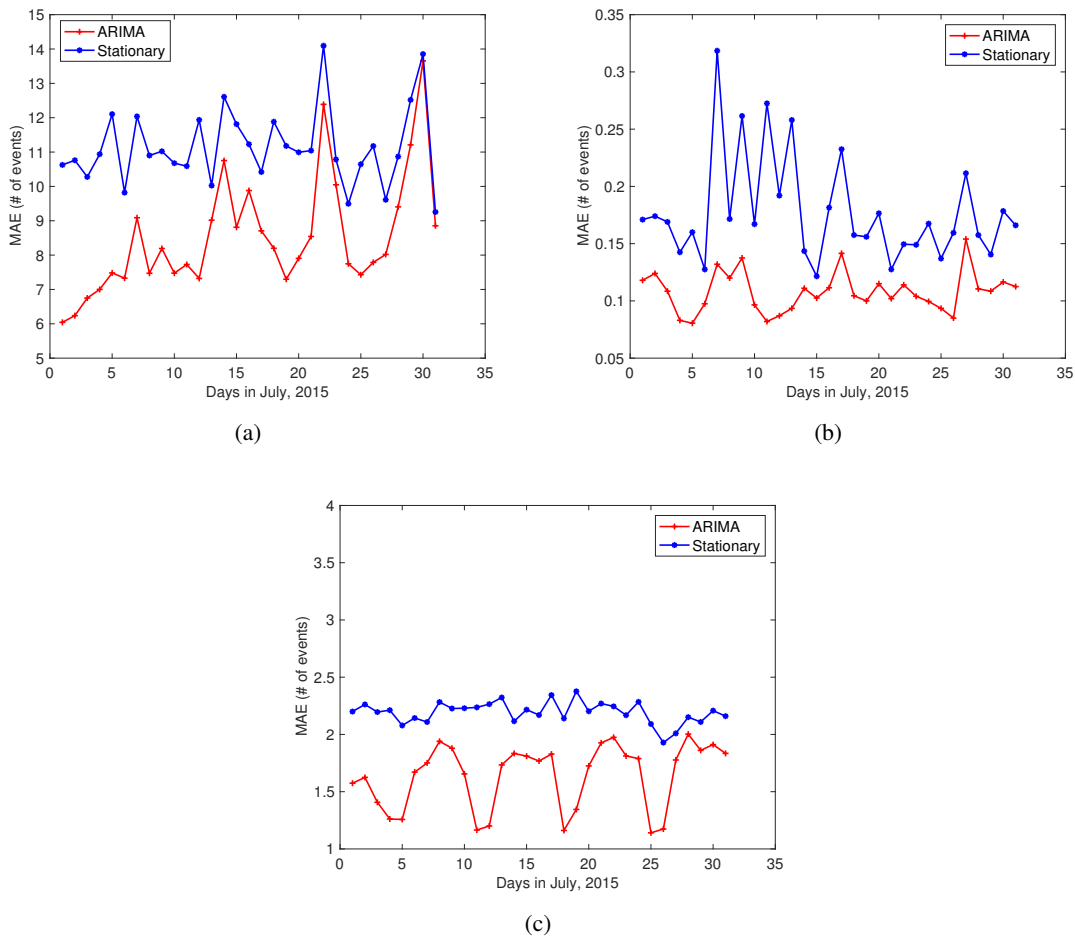 15
14
13
12
11
10
9
8
7
6
5
MAE (# of events)
0 5 10 15 20 25 30 35
Days in July, 2015
ARIMA
Stationary
(a)
0.35
0.3
0.25
0.2
0.15
0.1
0.05
MAE (# of events)
0 5 10 15 20 25 30 35
Days in July, 2015
ARIMA
Stationary
(b)
4
3.5
3
2.5
2
1.5
1
MAE (# of events)
0 5 10 15 20 25 30 35
Days in July, 2015
ARIMA
Stationary
(c)